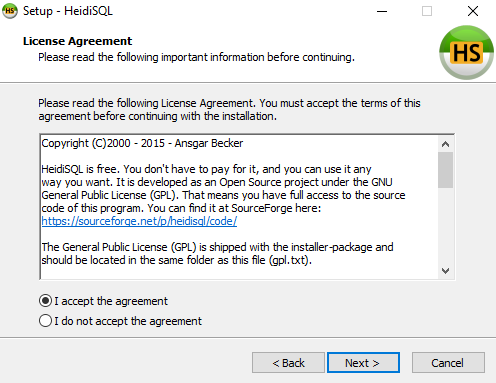 Setup - HeidiSQL
License Agreement
Please read the following important information before continuing.
HS
Please read the following License Agreement. You must accept the terms of this
agreement before continuing with the installation.
Copyright (C)2000 - 2015 - Ansgar Becker
HeidiSQL is free. You don't have to pay for it, and you can use it any
way you want. It is developed as an Open Source project under the GNU
General Public License (GPL). That means you have full access to the source
code of this program. You can find it at SourceForge here:
https://sourceforge.net/p/heidisql/code/
The General Public License (GPL) is shipped with the installer-package and
should be located in the same folder as this file (gpl.txt).
I accept the agreement
I do not accept the agreement
< Back
Next >
Cancel